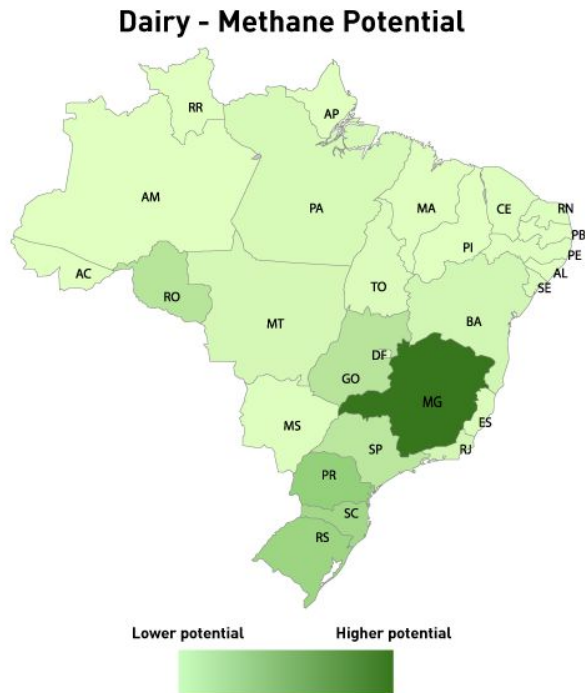 Dairy - Methane Potential
RR
AP
AM
PA
MA
CE
RN
PB
PI
PE
AL
AC
SE
TO
RO
BA
MT
DF
GO
MG
MS
ES
SP
RJ
PR
SC
RS
Lower potential Higher potential